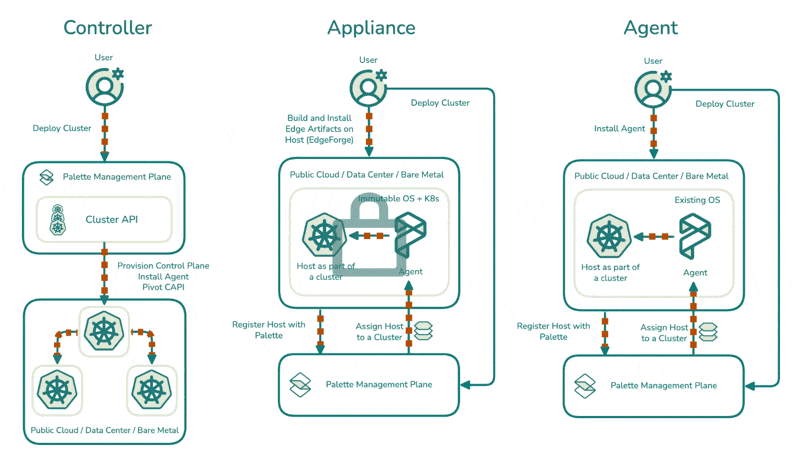 Controller
User
Deploy Cluster
Palette Management Plane
Cluster API
Provision Control Plane
Install Agent
Pivot CAPI
Public Cloud / Data Center / Bare Metal
Appliance
User
Deploy Cluster
Build and Install
Edge Artifacts on
Host (EdgeForge)
Public Cloud / Data Center / Bare Metal
Immutable OS + K8s
Host as part of
a cluster
Agent
Register Host with
Palette
Assign Host
to a Cluster
Palette Management Plane
Agent
User
Deploy Cluster
Install Agent
Public Cloud / Data Center / Bare Metal
Existing OS
Host as part of
a cluster
Agent
Register Host with
Palette
Assign Host
to a Cluster
Palette Management Plane